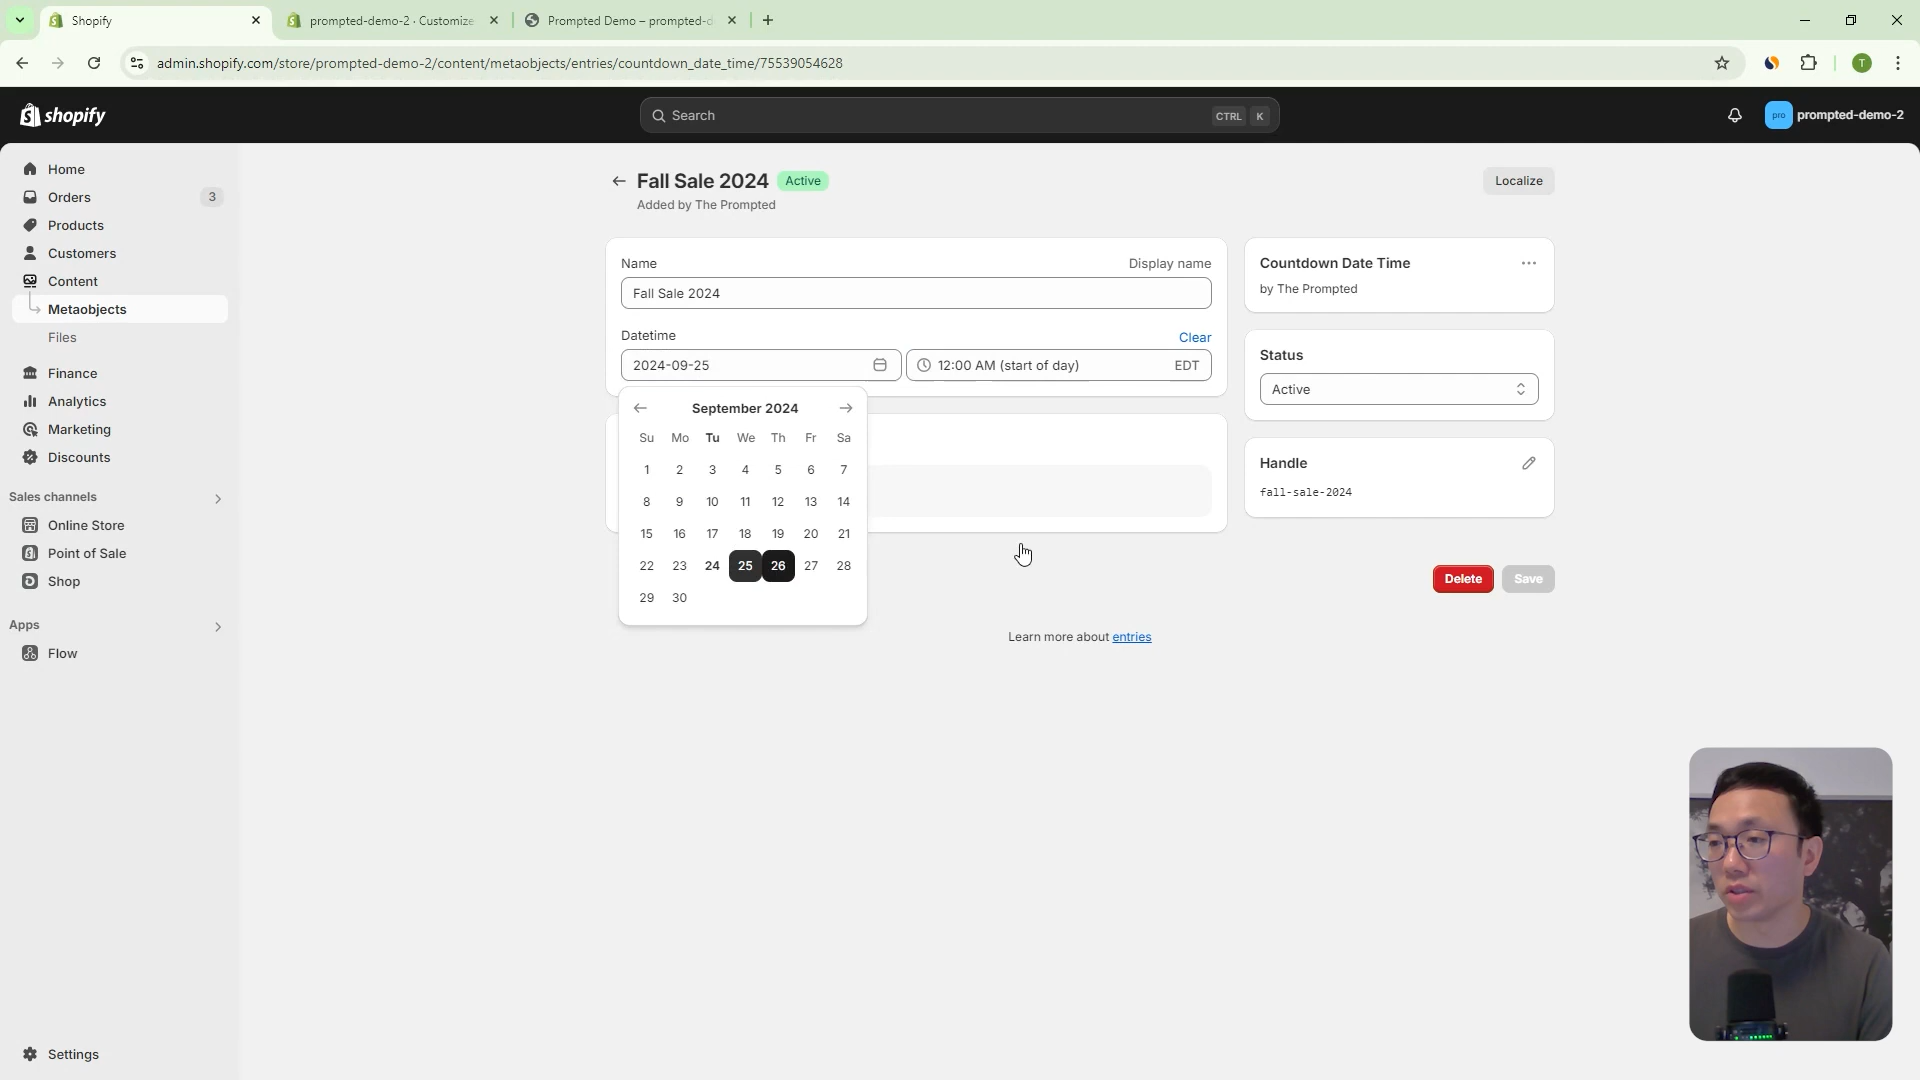 Shopify
prompted-demo-2 · Customize
Prompted Demo – prompted-d
admin.shopify.com/store/prompted-demo-2/content/metaobjects/entries/countdown_date_time/75539054628
T
shopify
Search
CTRL K
pro
prompted-demo-2
Home
Orders 3
Products
Customers
Content
Metaobjects
Files
Finance
Analytics
Marketing
Discounts
Sales channels
Online Store
Point of Sale
Shop
Apps
Flow
Settings
Fall Sale 2024 Active
Added by The Prompted
Localize
Name Display name
Fall Sale 2024
Datetime Clear
2024-09-25 12:00 AM (start of day) EDT
September 2024
Su Mo Tu We Th Fr Sa
1 2 3 4 5 6 7
8 9 10 11 12 13 14
15 16 17 18 19 20 21
22 23 24 25 26 27 28
29 30
Countdown Date Time
by The Prompted
Status
Active
Handle
fall-sale-2024
Delete Save
Learn more about entries